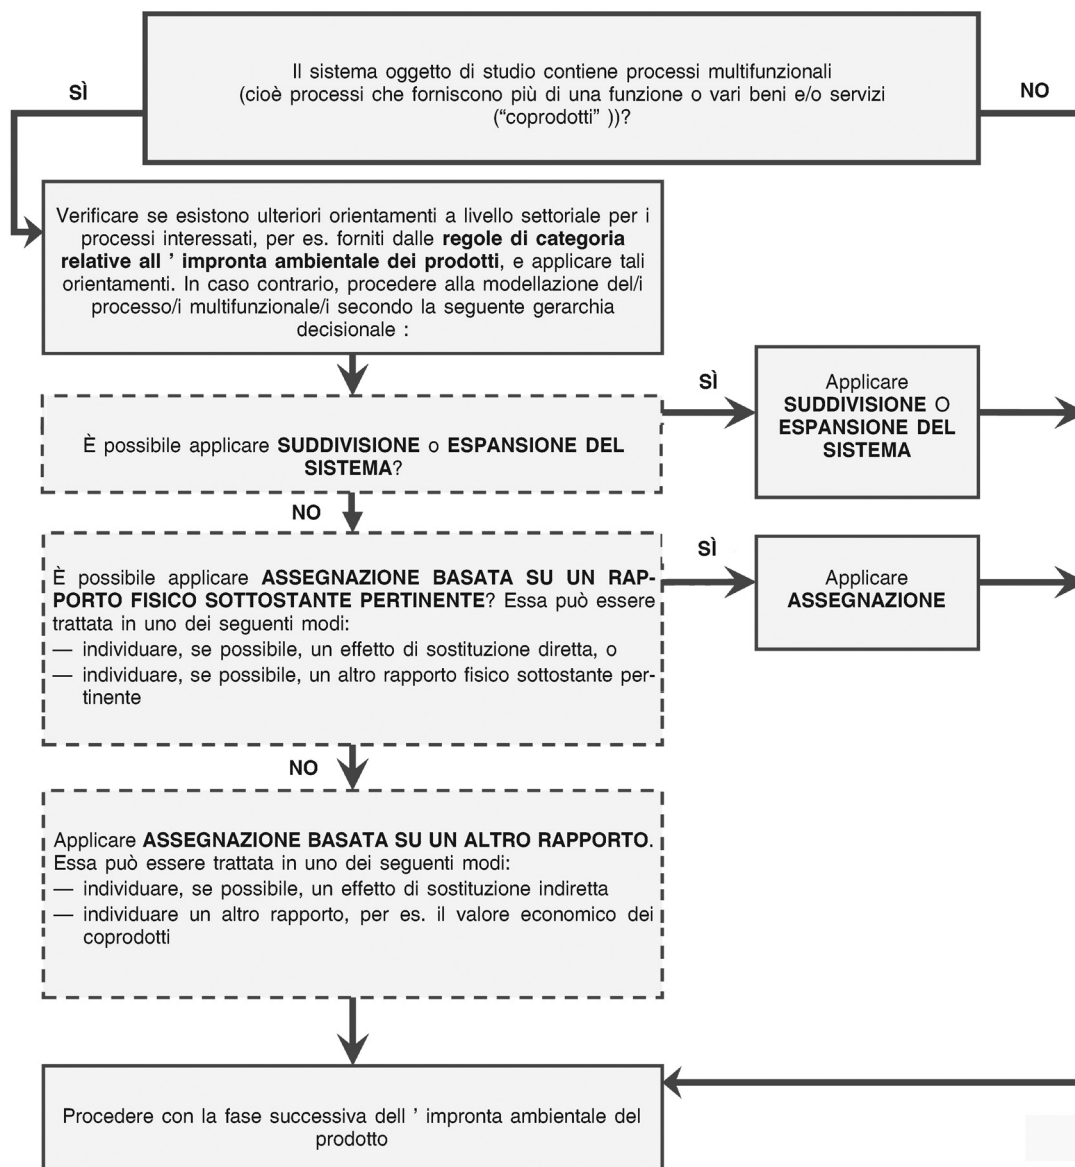 Il sistema oggetto di studio contiene processi multifunzionali
(cioè processi che forniscono più di una funzione o vari beni e/o servizi
(“coprodotti” ))?
SÌ
NO
Verificare se esistono ulteriori orientamenti a livello settoriale per i
processi interessati, per es. forniti dalle regole di categoria
relative all ’ impronta ambientale dei prodotti, e applicare tali
orientamenti. In caso contrario, procedere alla modellazione del/i
processo/i multifunzionale/i secondo la seguente gerarchia
decisionale :
È possibile applicare SUDDIVISIONE o ESPANSIONE DEL
SISTEMA?
SÌ
Applicare
SUDDIVISIONE O
ESPANSIONE DEL
SISTEMA
NO
È possibile applicare ASSEGNAZIONE BASATA SU UN RAP-
PORTO FISICO SOTTOSTANTE PERTINENTE? Essa può essere
trattata in uno dei seguenti modi:
— individuare, se possibile, un effetto di sostituzione diretta, o
— individuare, se possibile, un altro rapporto fisico sottostante per-
tinente
SÌ
Applicare
ASSEGNAZIONE
NO
Applicare ASSEGNAZIONE BASATA SU UN ALTRO RAPPORTO.
Essa può essere trattata in uno dei seguenti modi:
— individuare, se possibile, un effetto di sostituzione indiretta
— individuare un altro rapporto, per es. il valore economico dei
coprodotti
Procedere con la fase successiva dell ’ impronta ambientale del
prodotto